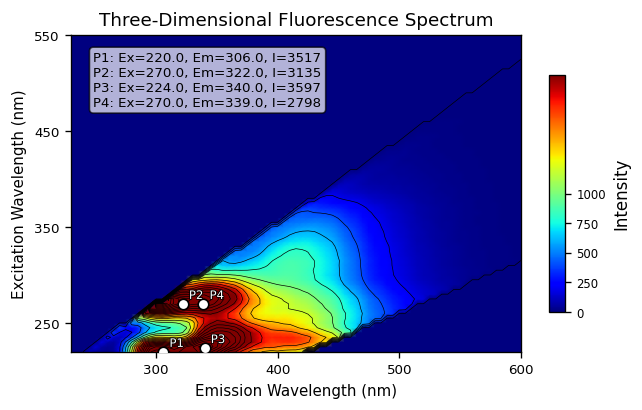 Three-Dimensional Fluorescence Spectrum
P1: Ex=220.0, Em=306.0, I=3517
P2: Ex=270.0, Em=322.0, I=3135
P3: Ex=224.0, Em=340.0, I=3597
P4: Ex=270.0, Em=339.0, I=2798
550
450
350
250
Excitation Wavelength (nm)
P2 P4
P1
P3
300
400
500
600
Emission Wavelength (nm)
1000
750
500
250
0
Intensity